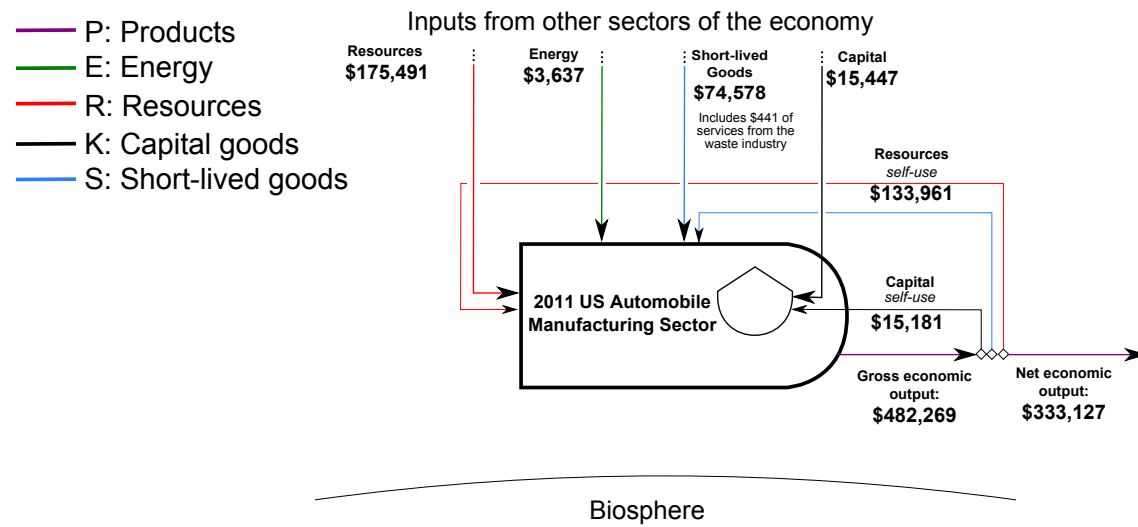 P: Products
E: Energy
R: Resources
K: Capital goods
S: Short-lived goods
Inputs from other sectors of the economy
Resources
$175,491
Energy
$3,637
Short-lived
Goods
$74,578
Includes $441 of
services from the
waste industry
Capital
$15,447
Resources
self-use
$133,961
2011 US Automobile
Manufacturing Sector
Capital
self-use
$15,181
Gross economic
output:
$482,269
Net economic
output:
$333,127
Biosphere